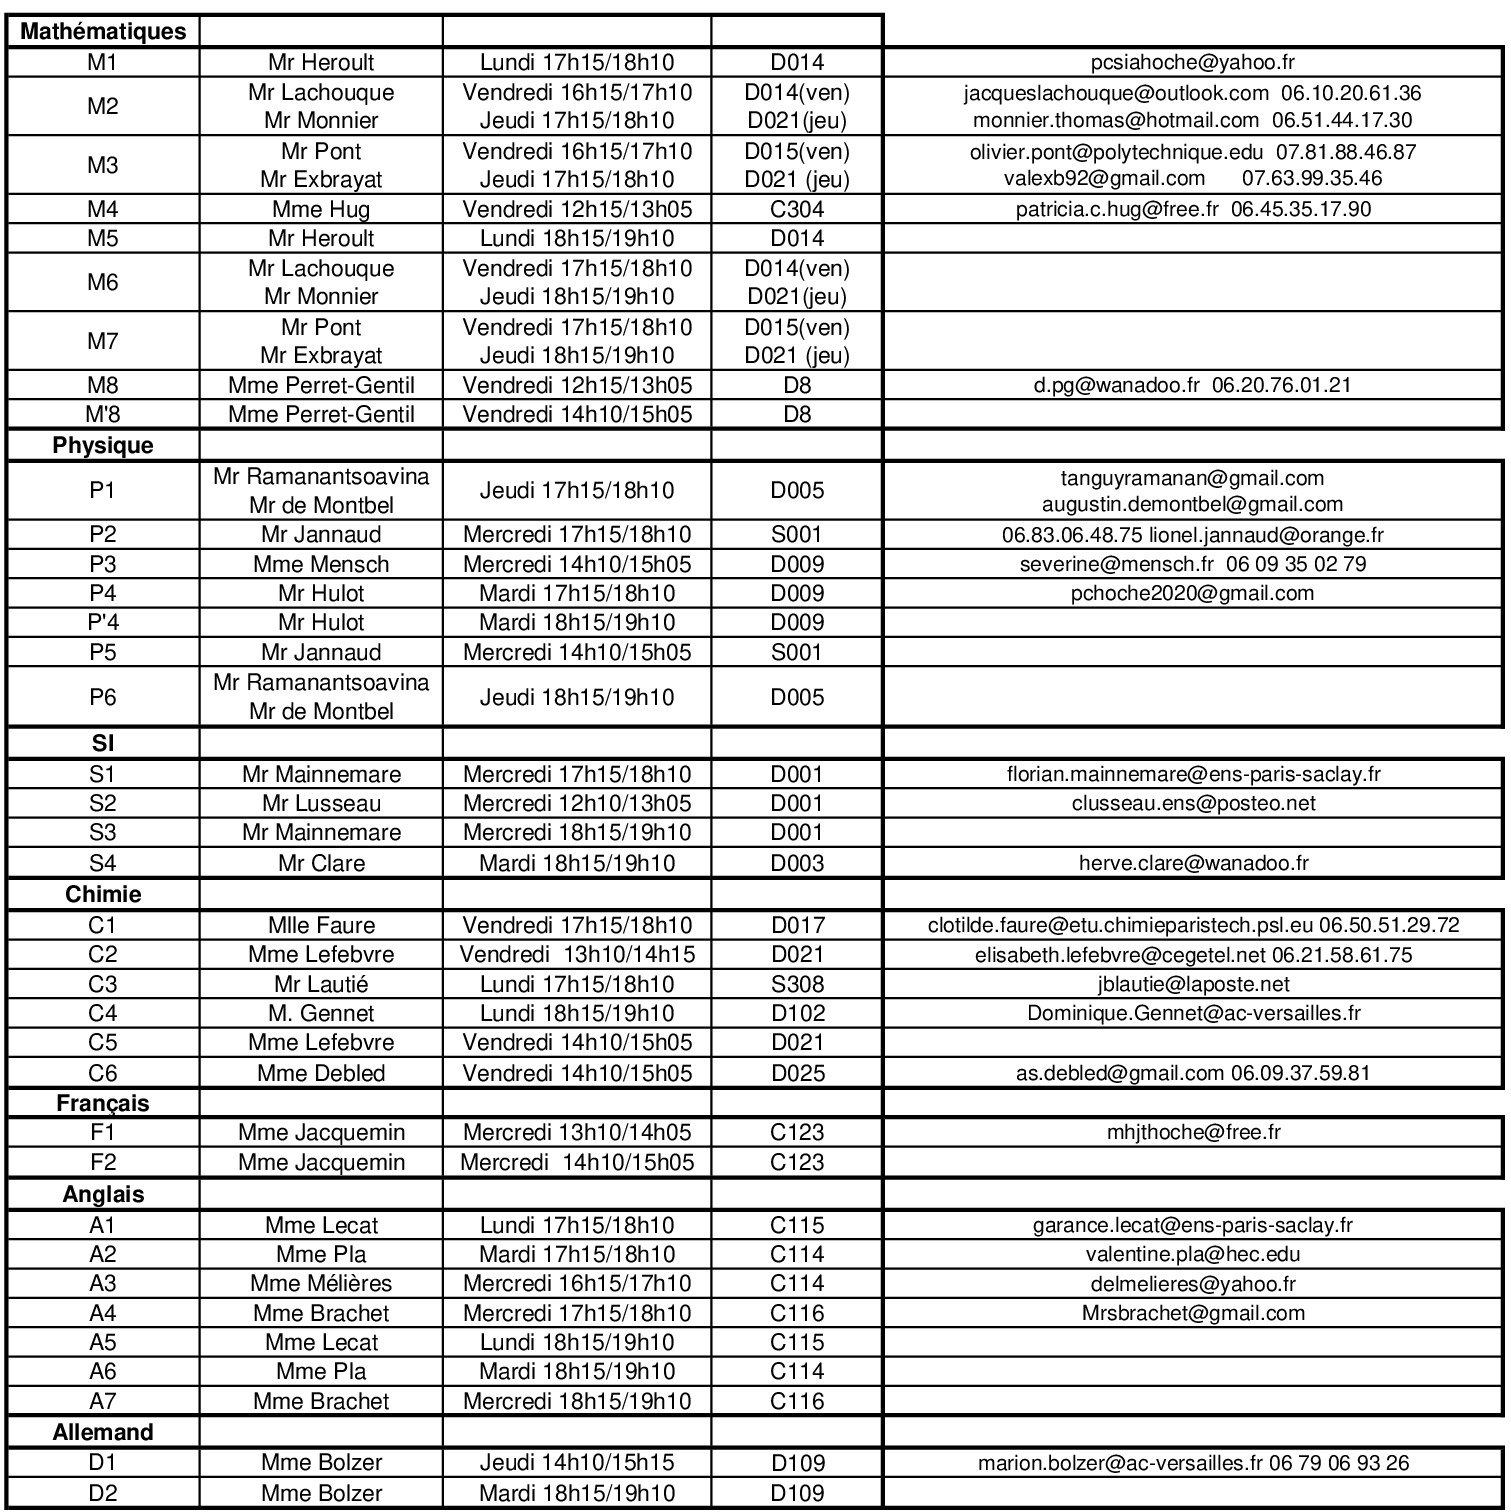 Mathématiques
M1 Mr Heroult Lundi 17h15/18h10 D014 pcsiahoche@yahoo.fr
M2 Mr Lachouque Vendredi 16h15/17h10 D014(ven) jacqueslachouque@outlook.com 06.10.20.61.36
Mr Monnier Jeudi 17h15/18h10 D021(jeu) monnier.thomas@hotmail.com 06.51.44.17.30
M3 Mr Pont Vendredi 16h15/17h10 D015(ven) olivier.pont@polytechnique.edu 07.81.88.46.87
Mr Exbrayat Jeudi 17h15/18h10 D021 (jeu) valexb92@gmail.com 07.63.99.35.46
M4 Mme Hug Vendredi 12h15/13h05 C304 patricia.c.hug@free.fr 06.45.35.17.90
M5 Mr Heroult Lundi 18h15/19h10 D014
M6 Mr Lachouque Vendredi 17h15/18h10 D014(ven)
Mr Monnier Jeudi 18h15/19h10 D021(jeu)
M7 Mr Pont Vendredi 17h15/18h10 D015(ven)
Mr Exbrayat Jeudi 18h15/19h10 D021 (jeu)
M8 Mme Perret-Gentil Vendredi 12h15/13h05 D8 d.pg@wanadoo.fr 06.20.76.01.21
M'8 Mme Perret-Gentil Vendredi 14h10/15h05 D8
Physique
P1 Mr Ramanantsoavina Jeudi 17h15/18h10 D005 tanguyramanan@gmail.com
Mr de Montbel augustin.demontbel@gmail.com
P2 Mr Jannaud Mercredi 17h15/18h10 S001 06.83.06.48.75 lionel.jannaud@orange.fr
P3 Mme Mensch Mercredi 14h10/15h05 D009 severine@mensch.fr 06 09 35 02 79
P4 Mr Hulot Mardi 17h15/18h10 D009 pchoche2020@gmail.com
P'4 Mr Hulot Mardi 18h15/19h10 D009
P5 Mr Jannaud Mercredi 14h10/15h05 S001
P6 Mr Ramanantsoavina Jeudi 18h15/19h10 D005
Mr de Montbel
SI
S1 Mr Mainnemare Mercredi 17h15/18h10 D001 florian.mainnemare@ens-paris-saclay.fr
S2 Mr Lusseau Mercredi 12h10/13h05 D001 clusseau.ens@posteo.net
S3 Mr Mainnemare Mercredi 18h15/19h10 D001
S4 Mr Clare Mardi 18h15/19h10 D003 herve.clare@wanadoo.fr
Chimie
C1 Mlle Faure Vendredi 17h15/18h10 D017 clotilde.faure@etu.chimieparistech.psl.eu 06.50.51.29.72
C2 Mme Lefebvre Vendredi 13h10/14h15 D021 elisabeth.lefebvre@cegetel.net 06.21.58.61.75
C3 Mr Lautié Lundi 17h15/18h10 S308 jblautie@laposte.net
C4 M. Gennet Lundi 18h15/19h10 D102 Dominique.Gennet@ac-versailles.fr
C5 Mme Lefebvre Vendredi 14h10/15h05 D021
C6 Mme Debled Vendredi 14h10/15h05 D025 as.debled@gmail.com 06.09.37.59.81
Français
F1 Mme Jacquemin Mercredi 13h10/14h05 C123 mhjthoche@free.fr
F2 Mme Jacquemin Mercredi 14h10/15h05 C123
Anglais
A1 Mme Lecat Lundi 17h15/18h10 C115 garance.lecat@ens-paris-saclay.fr
A2 Mme Pla Mardi 17h15/18h10 C114 valentine.pla@hec.edu
A3 Mme Mélières Mercredi 16h15/17h10 C114 delmelieres@yahoo.fr
A4 Mme Brachet Mercredi 17h15/18h10 C116 Mrsbrachet@gmail.com
A5 Mme Lecat Lundi 18h15/19h10 C115
A6 Mme Pla Mardi 18h15/19h10 C114
A7 Mme Brachet Mercredi 18h15/19h10 C116
Allemand
D1 Mme Bolzer Jeudi 14h10/15h15 D109 marion.bolzer@ac-versailles.fr 06 79 06 93 26
D2 Mme Bolzer Mardi 18h15/19h10 D109